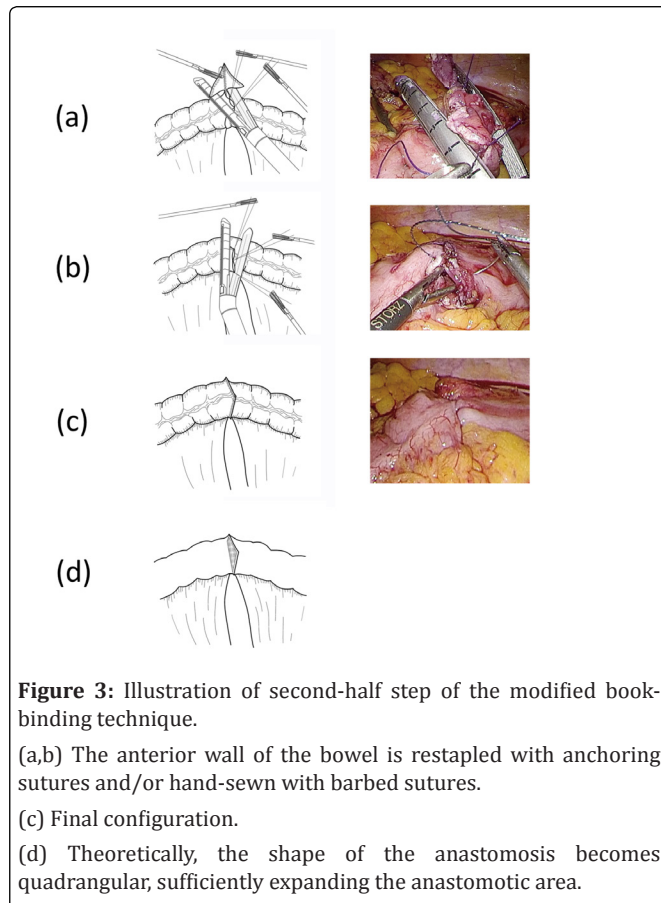 (a)
(b)
STORZ
(c)
(d)
Figure 3: Illustration of second-half step of the modified book-
binding technique.
(a,b) The anterior wall of the bowel is restapled with anchoring
sutures and/or hand-sewn with barbed sutures.
(c) Final configuration.
(d) Theoretically, the shape of the anastomosis becomes
quadrangular, sufficiently expanding the anastomotic area.